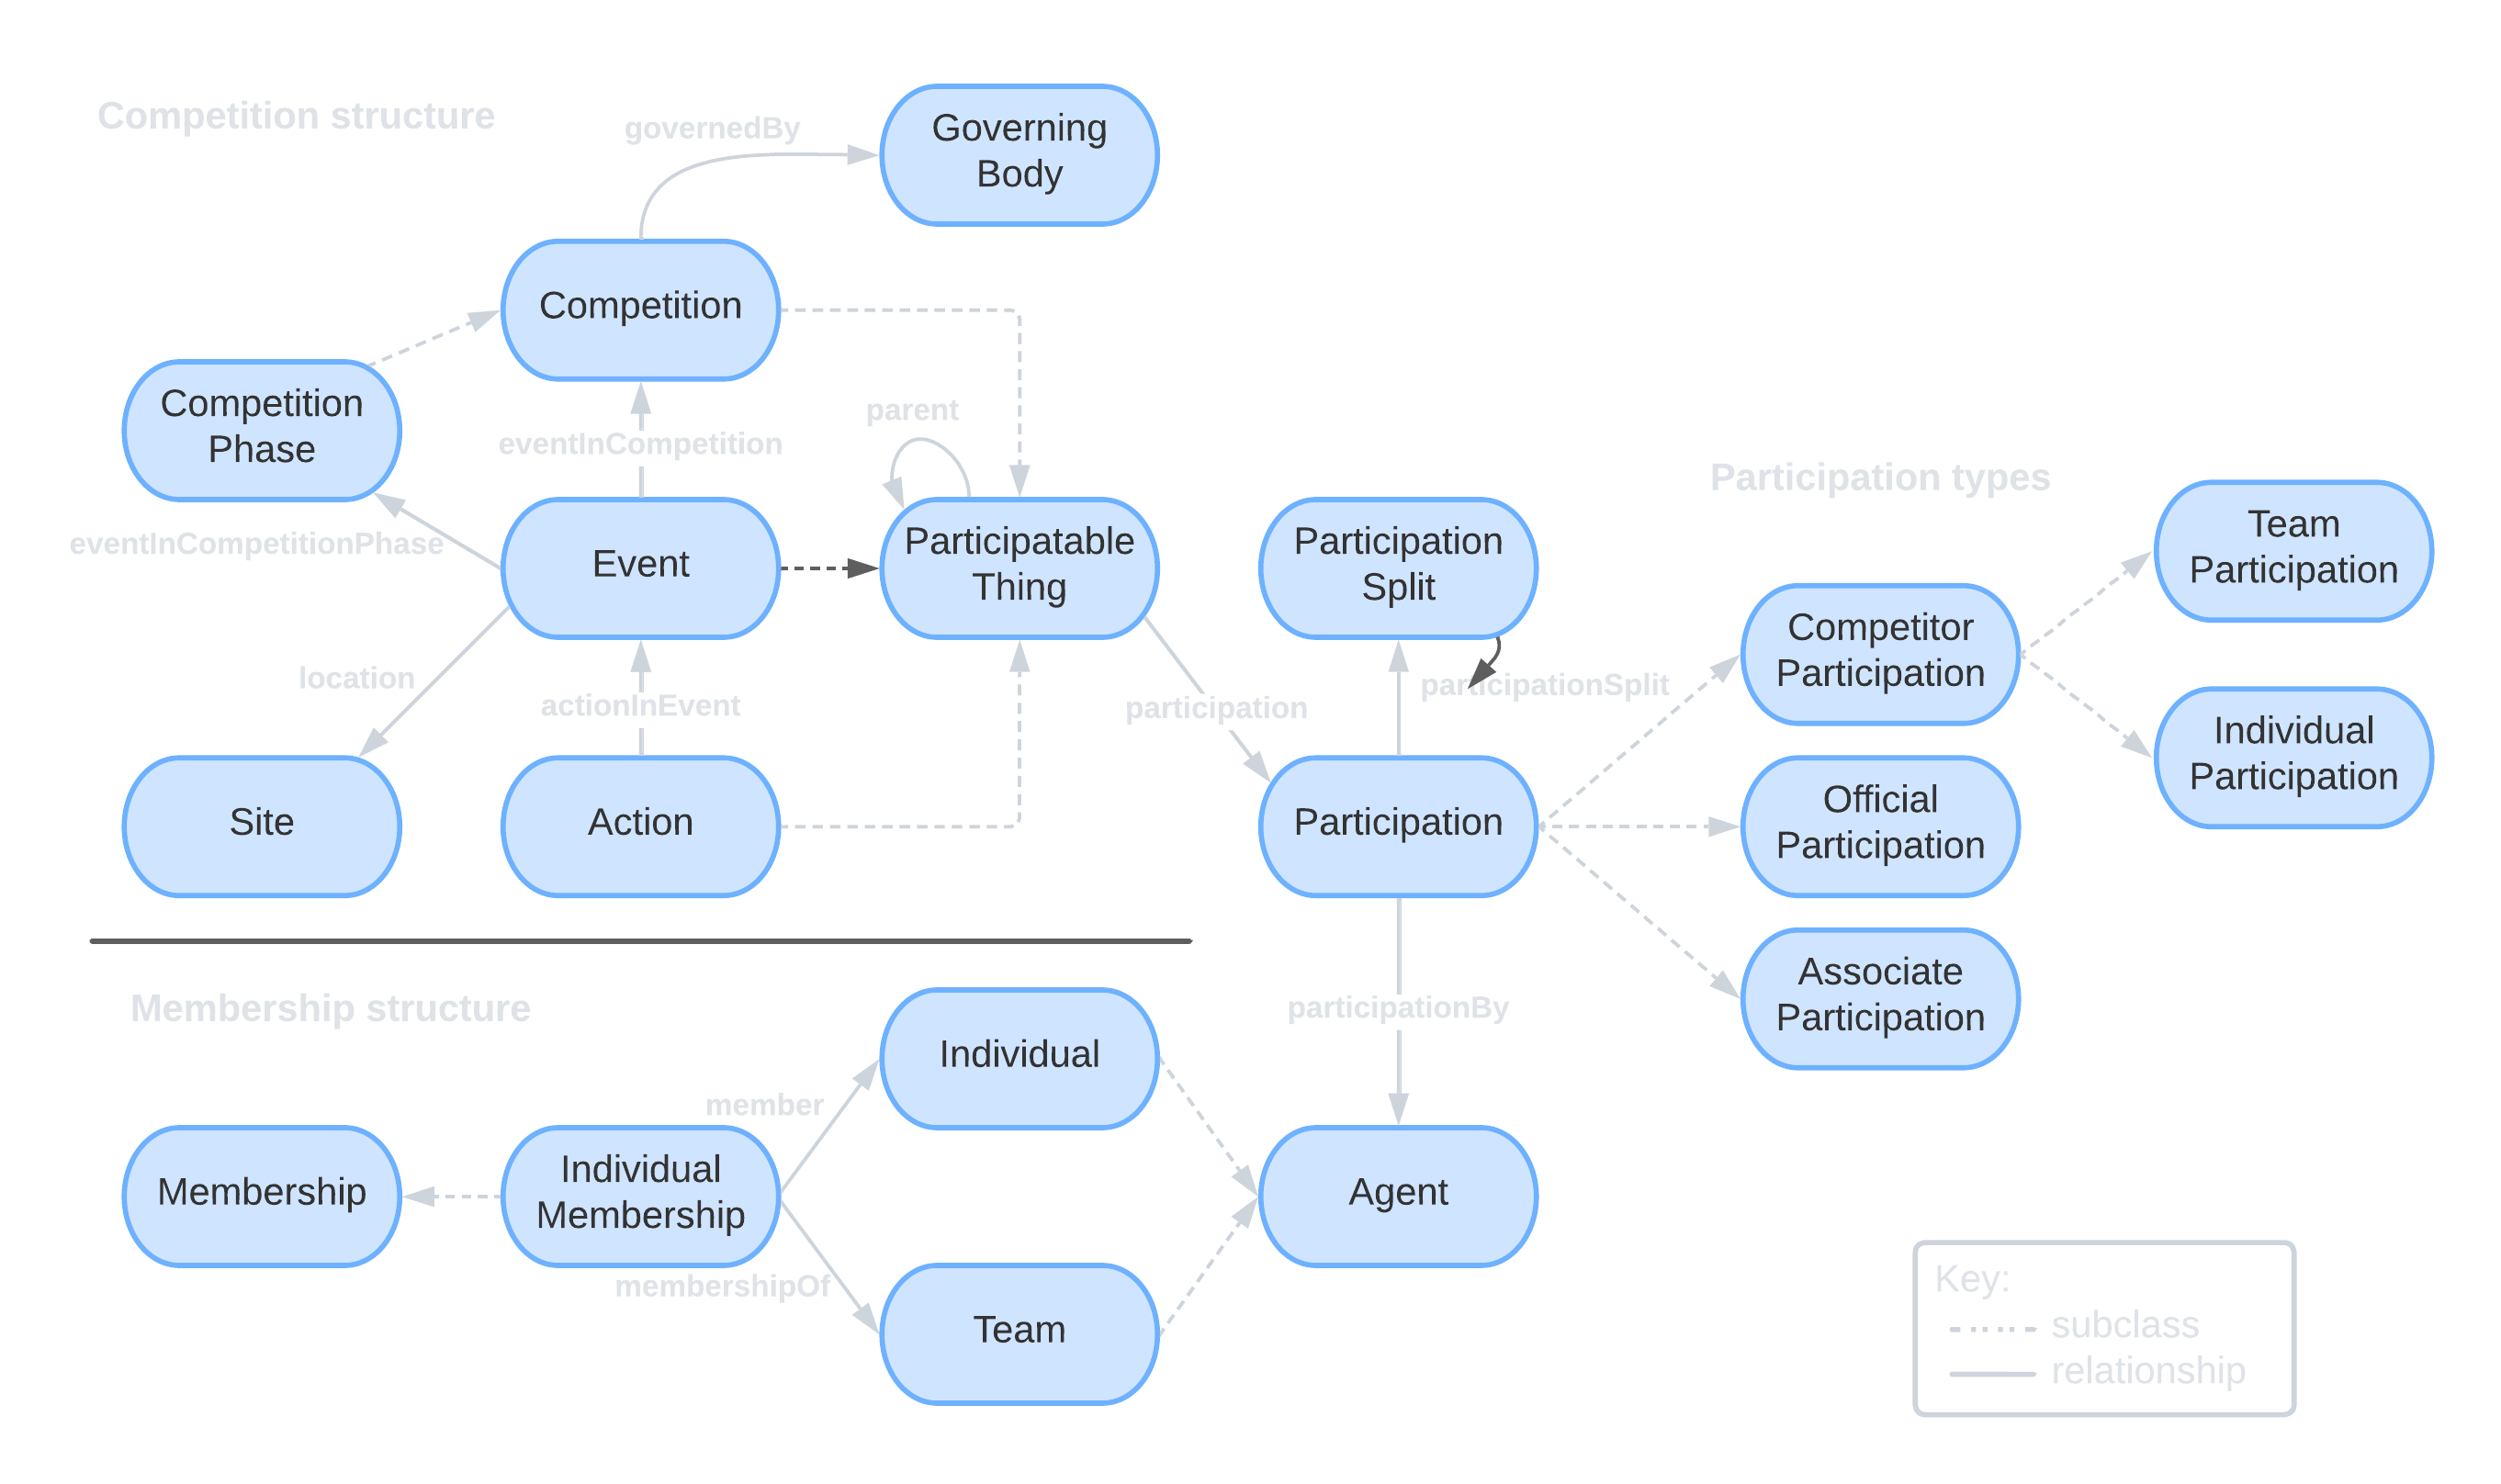 Competition structure
governedBy
Governing
Body
Competition
Competition
Phase
parent
eventInCompetition
eventInCompetitionPhase
Event
Participatable
Thing
Participation
Split
Participation types
Team
Participation
Competitor
Participation
location
actionInEvent
participation
participationSplit
Individual
Participation
Site
Action
Participation
Official
Participation
Associate
Participation
Membership structure
participationBy
Individual
member
Membership
Individual
Membership
Agent
membershipOf
Team
Key:
subclass
relationship